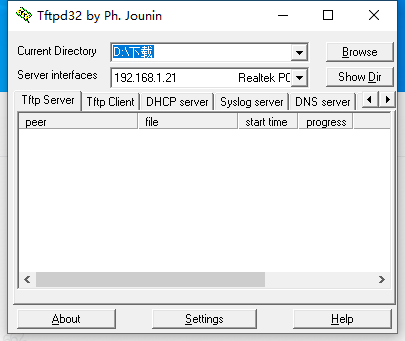 Tftpd32 by Ph. Jounin
Current Directory D:\下载 Browse
Server interfaces 192.168.1.21 Realtek PC Show Dir
Tftp Server Tftp Client DHCP server Syslog server DNS server
peer file start time progress
About Settings Help